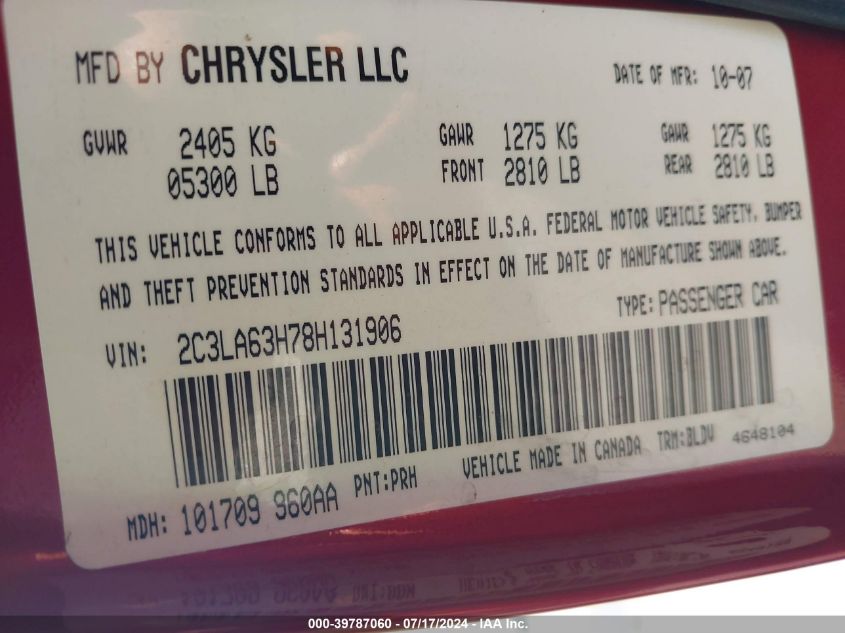 MFD BY CHRYSLER LLC DATE OF MFR: 10-07
GVWR 2405 KG GAWR 1275 KG GAWR 1275 KG
05300 LB FRONT 2810 LB REAR 2810 LB
THIS VEHICLE CONFORMS TO ALL APPLICABLE U.S.A. FEDERAL MOTOR VEHICLE SAFETY, BUMPER
AND THEFT PREVENTION STANDARDS IN EFFECT ON THE DATE OF MANUFACTURE SHOWN ABOVE.
VIN: 2C3LA63H78H131906 TYPE: PASSENGER CAR
MDH: 101709 960AA PNT:PRH VEHICLE MADE IN CANADA TRM:BLDV 4648104
000-39787060 - 07/17/2024 - IAA Inc.